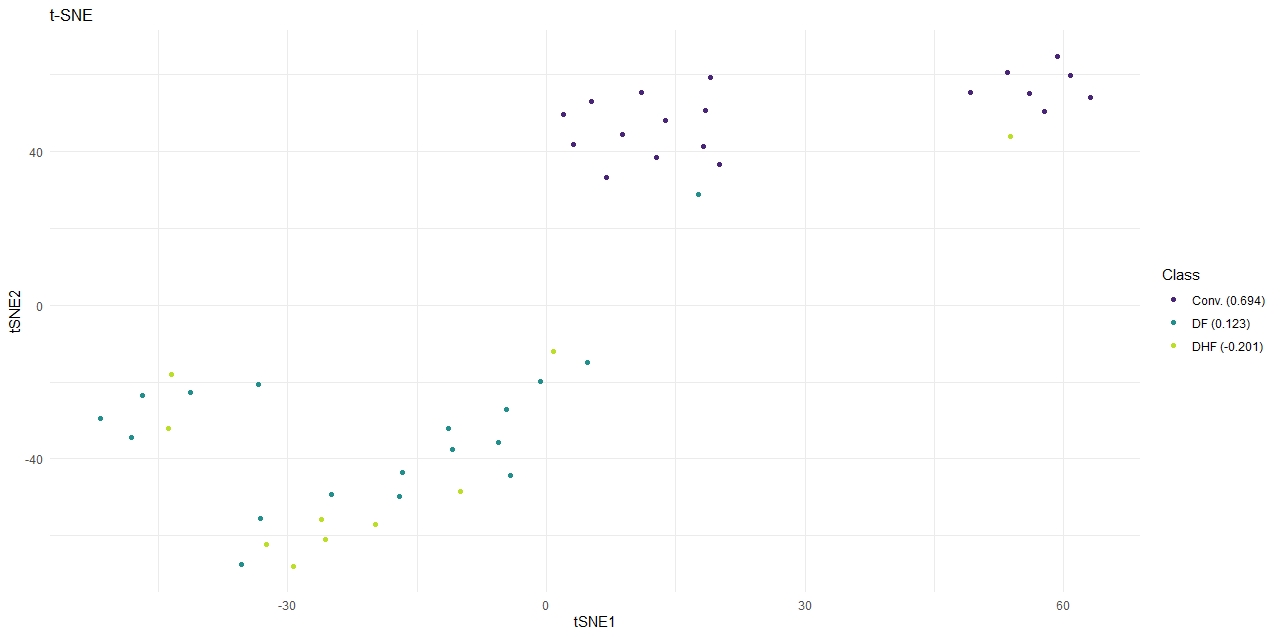 t-SNE
tSNE2
40
0
-40
-30
0
30
60
tSNE1
Class
Conv. (0.694)
DF (0.123)
DHF (-0.201)